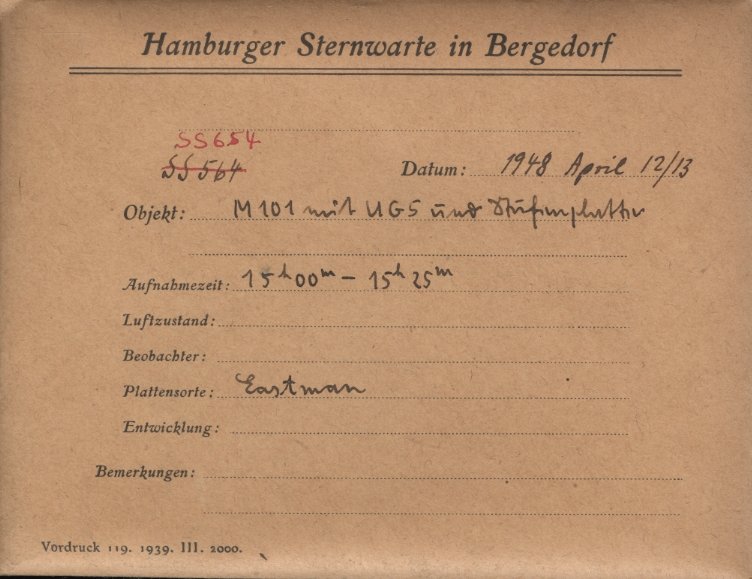 Hamburger Sternwarte in Bergedorf
SS654
SS564
Datum: 1948 April 12/13
Objekt: M101 mit UG5 und Stufenplatte
Aufnahmezeit: 15h00m – 15h25m
Luftzustand:
Beobachter:
Plattensorte: Eastman
Entwicklung:
Bemerkungen:
Vordruck 119. 1939. III. 2000.